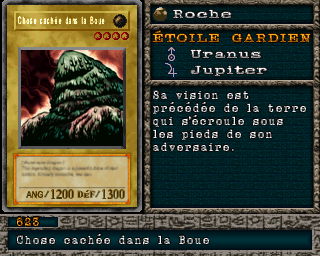 Chose cachée dans la Boue
ANG/1200 DéF/1300
Roche
ÉTOILE GARDIEN
Uranus
Jupiter
Sa vision est
précédée de la terre
qui s'écroule sous
les pieds de son
adversaire.
623
Chose cachée dans la Boue